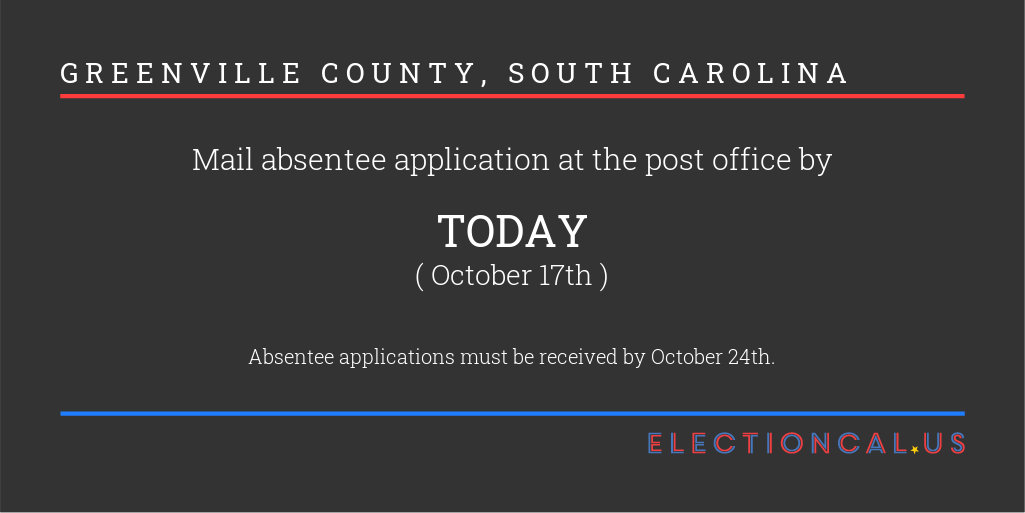 GREENVILLE COUNTY, SOUTH CAROLINA
Mail absentee application at the post office by
TODAY
( October 17th )
Absentee applications must be received by October 24th.
ELECTIONCAL.US